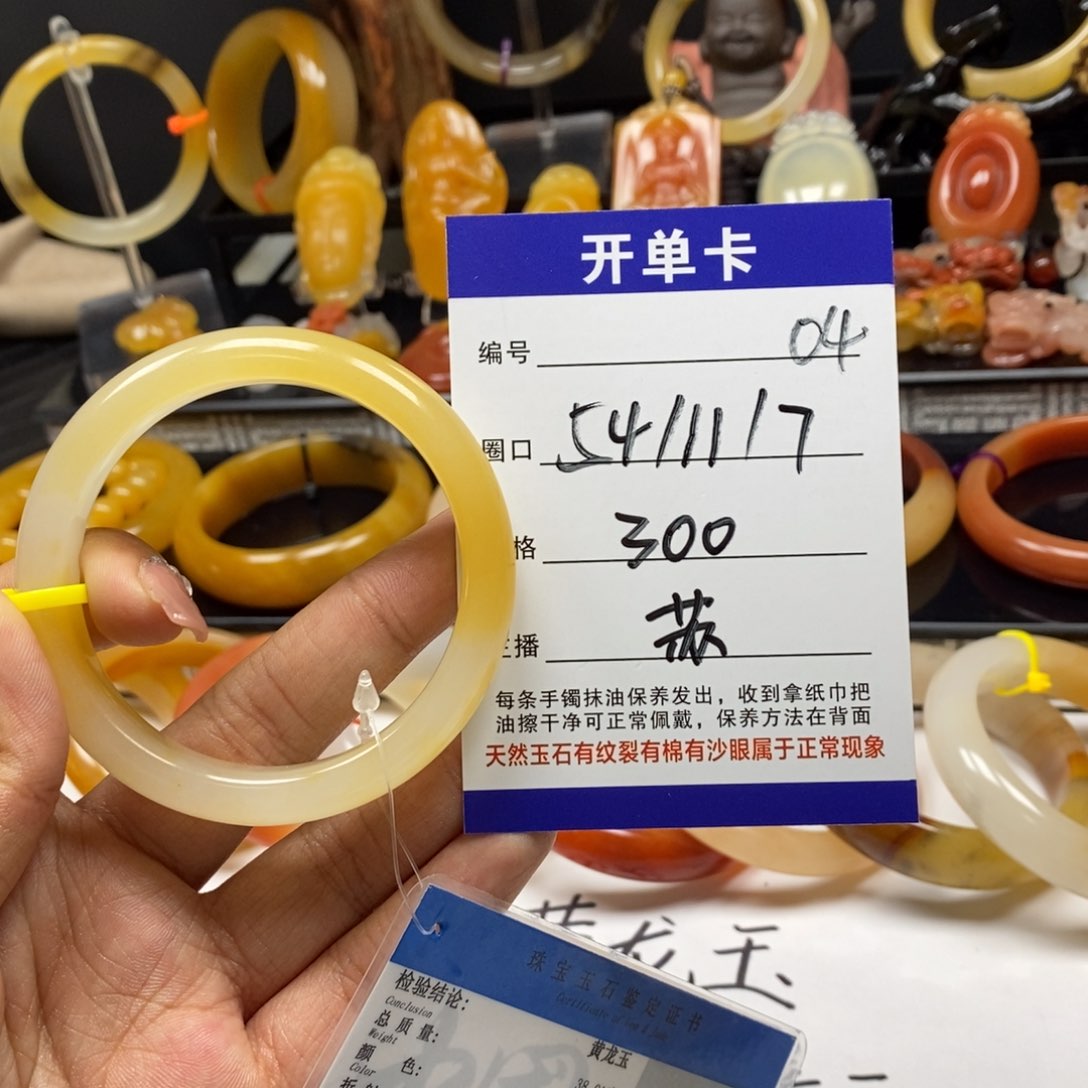 开单卡
编号 04
圈口 54/11/7
格 300
主播 苏
每条手镯抹油保养发出，收到拿纸巾把
油擦干净可正常佩戴，保养方法在背面
天然玉石有纹裂有棉有沙眼属于正常现象
黄龙玉
珠宝玉石鉴定证书
检验结论：
Conclusion
黄龙玉
总质量：
Weight
颜色：
Color